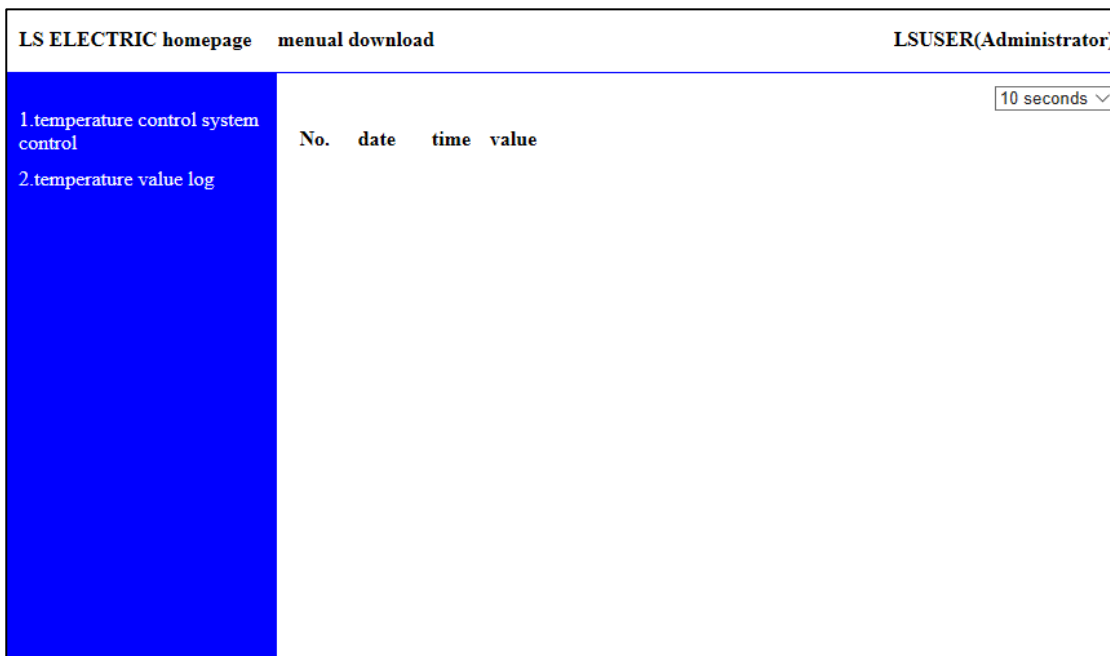 LS ELECTRIC homepage menual download LSUSER(Administrator)
10 seconds
1.temperature control system
control
2.temperature value log
No. date time value